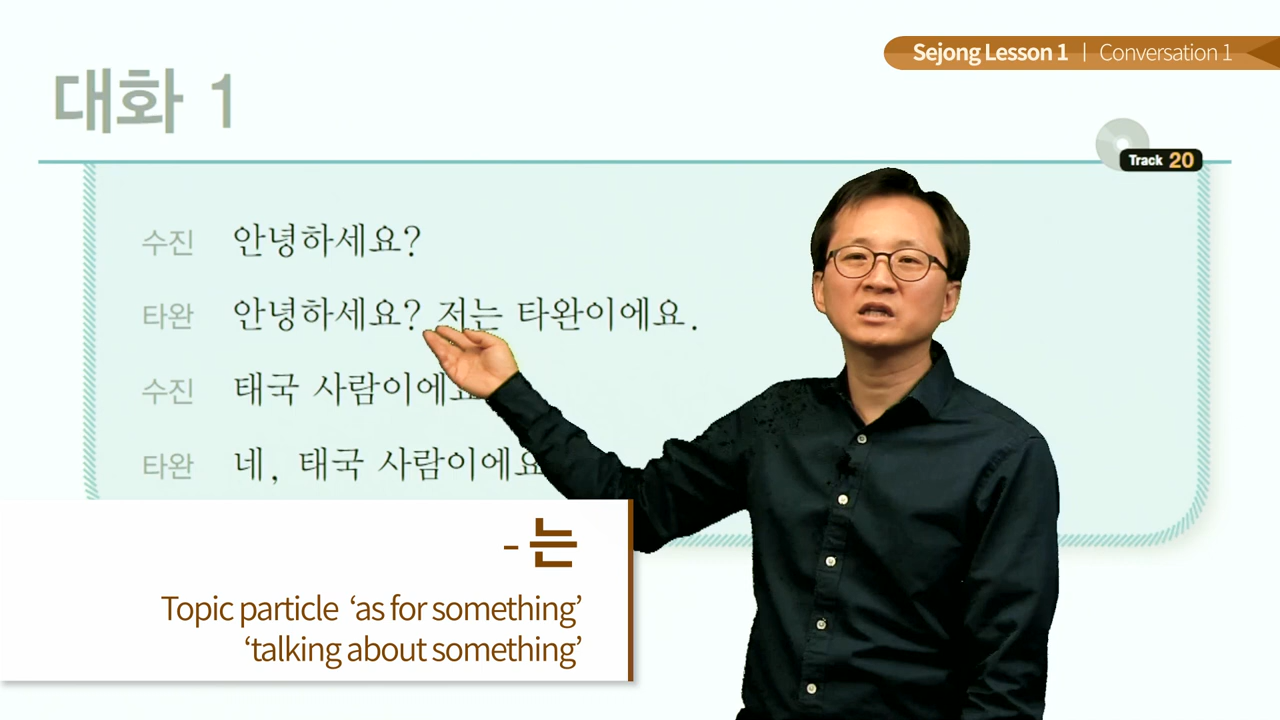 Sejong Lesson 1 | Conversation 1
대화 1
Track 20
수진 안녕하세요?
타완 안녕하세요? 저는 타완이에요.
수진 태국 사람이에요
타완 네, 태국 사람이에요
- 는
Topic particle ‘as for something’
‘talking about something’